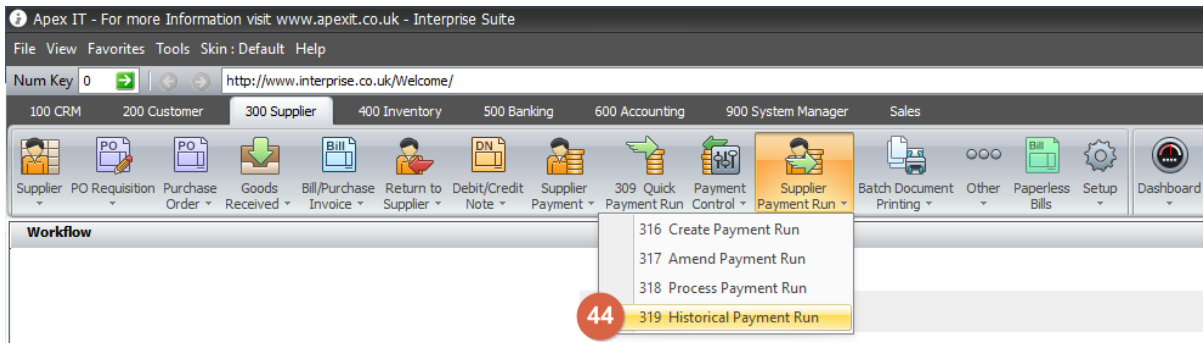 Apex IT - For more Information visit www.apexit.co.uk - Interprise Suite
File View Favorites Tools Skin : Default Help
Num Key 0 http://www.interprise.co.uk/Welcome/
100 CRM 200 Customer 300 Supplier 400 Inventory 500 Banking 600 Accounting 900 System Manager Sales
PO PO Bill DN Bill
Supplier PO Requisition Purchase Goods Bill/Purchase Return to Debit/Credit Supplier 309 Quick Payment Supplier Batch Document Other Paperless Setup Dashboard
Order Received Invoice Supplier Note Payment Payment Run Control Payment Run Printing Bills
Workflow
316 Create Payment Run
317 Amend Payment Run
318 Process Payment Run
44 319 Historical Payment Run